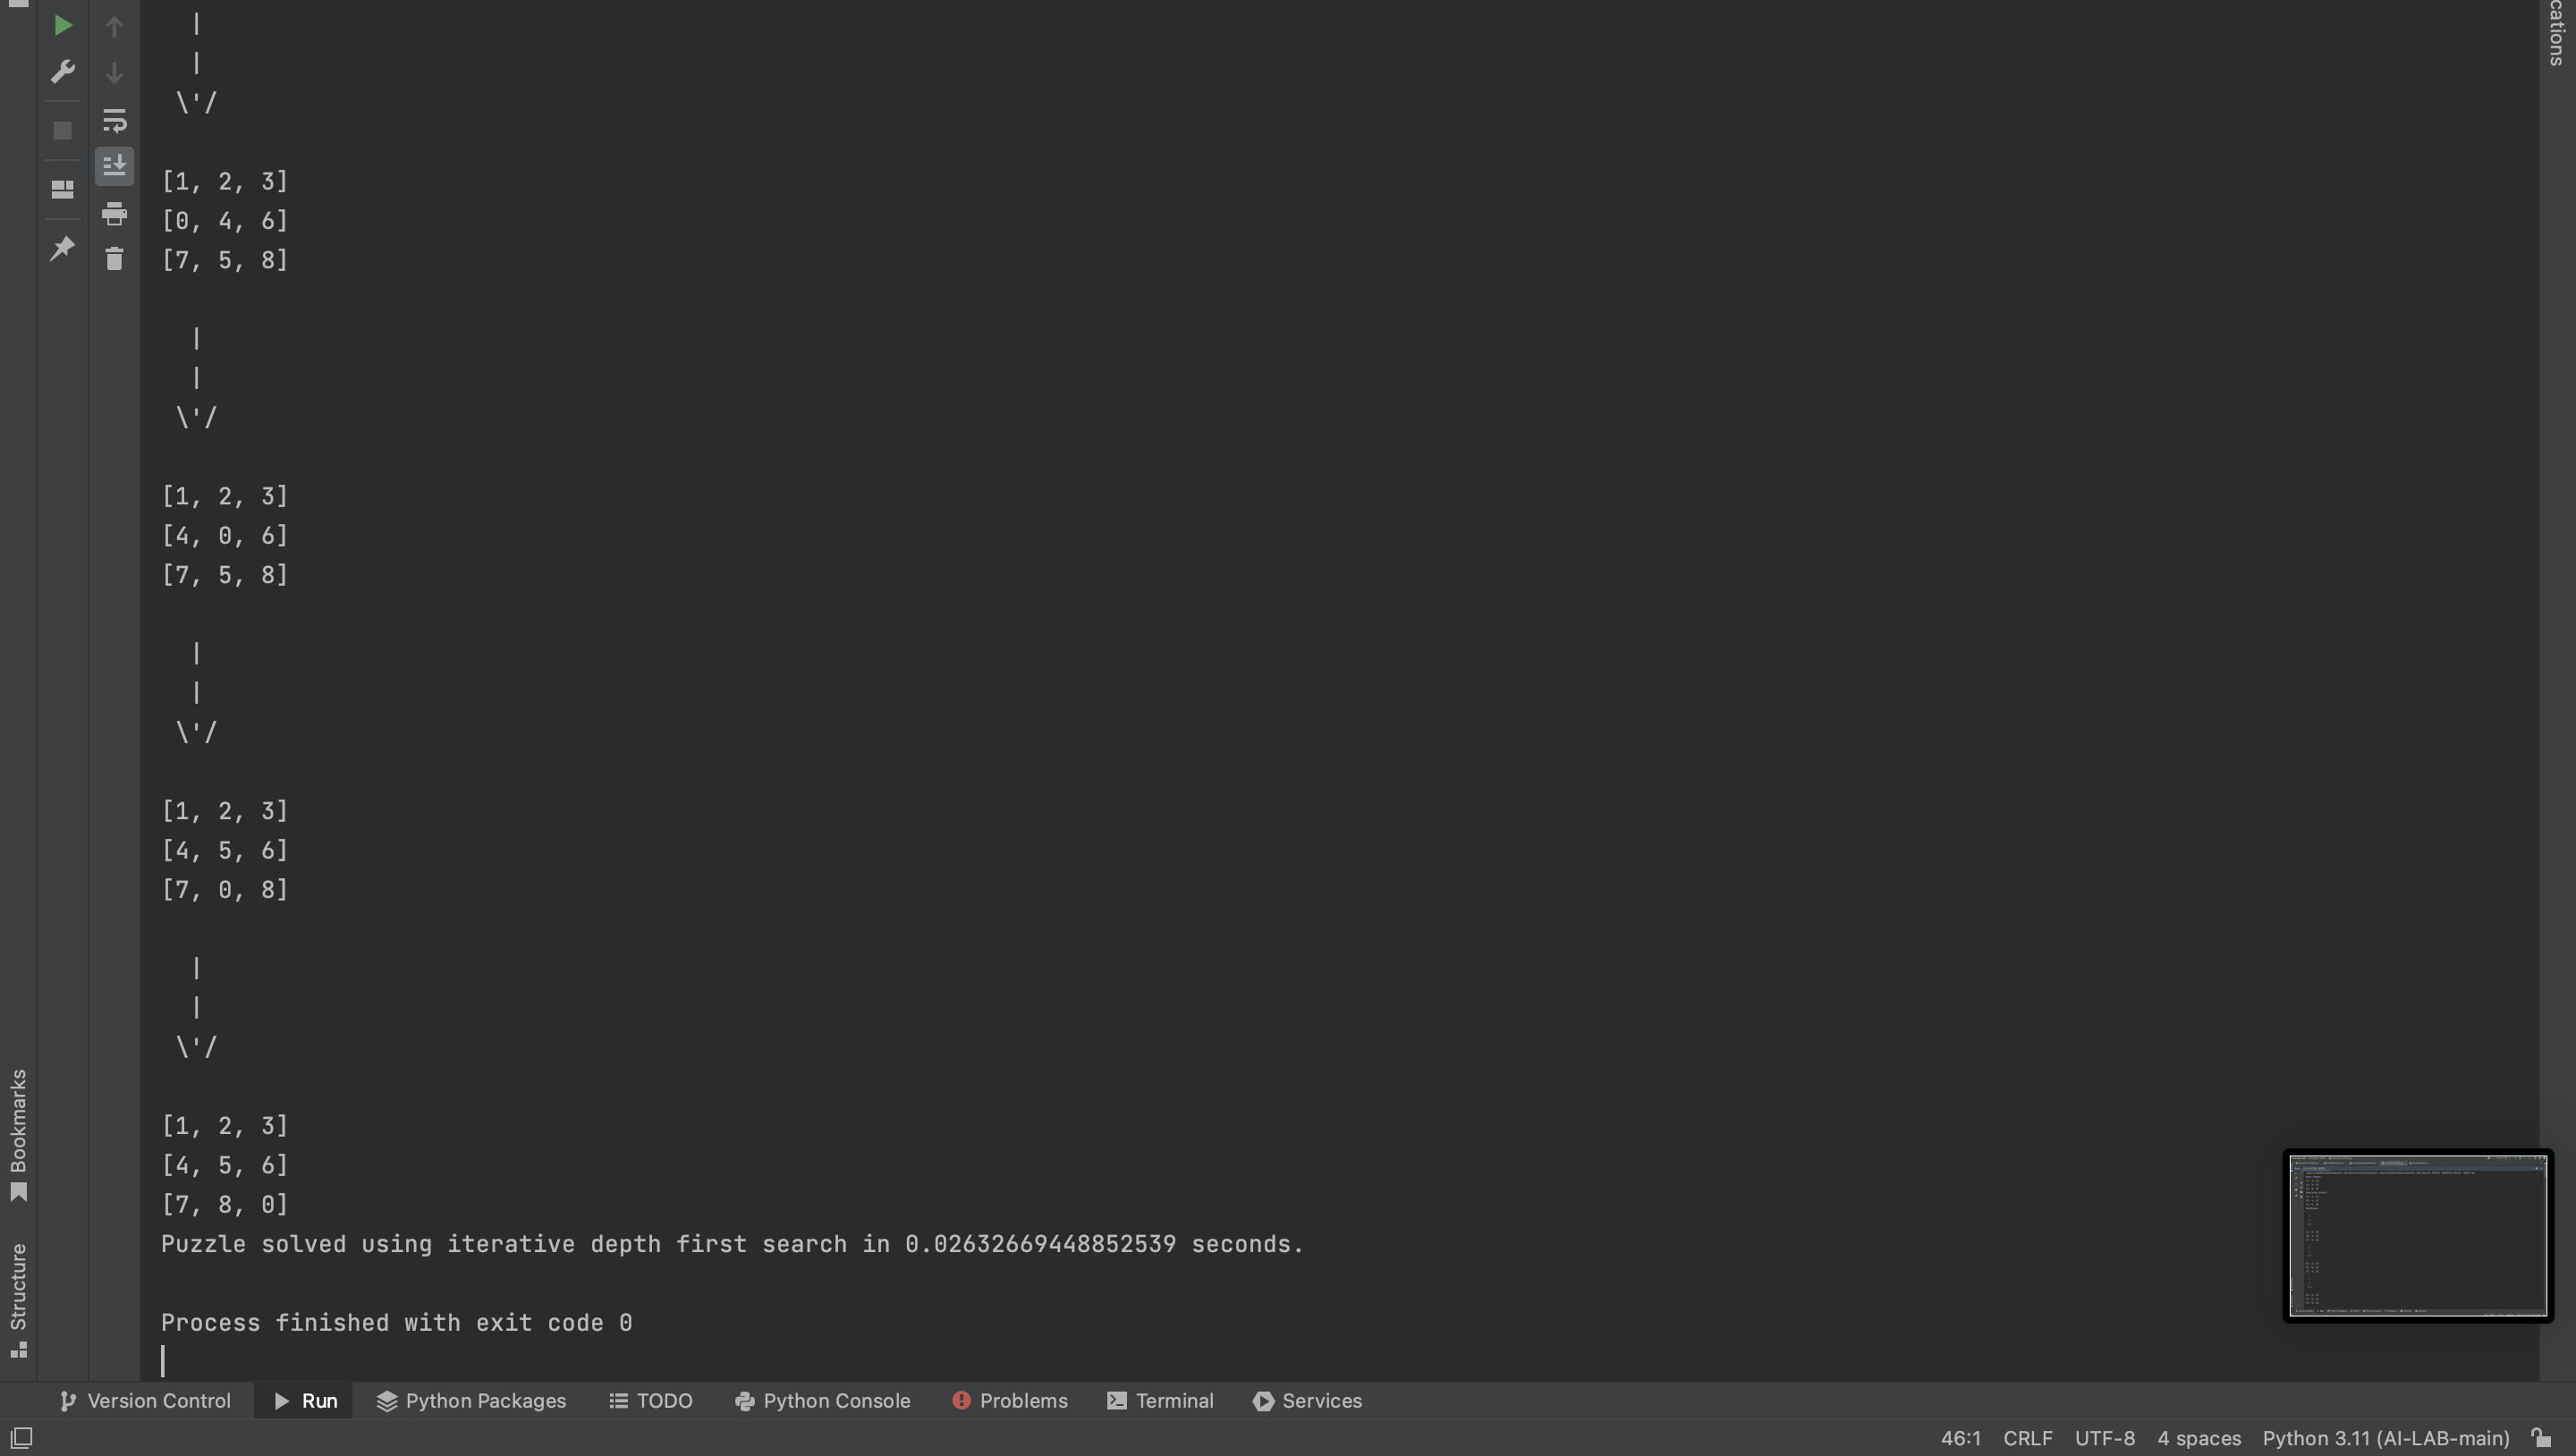 cations
|
|
\'/
[1, 2, 3]
[0, 4, 6]
[7, 5, 8]
|
|
\'/
[1, 2, 3]
[4, 0, 6]
[7, 5, 8]
|
|
\'/
[1, 2, 3]
[4, 5, 6]
[7, 0, 8]
|
|
\'/
[1, 2, 3]
[4, 5, 6]
[7, 8, 0]
Puzzle solved using iterative depth first search in 0.02632669448852539 seconds.
Process finished with exit code 0
Bookmarks
Structure
Version Control Run Python Packages TODO Python Console Problems Terminal Services
46:1 CRLF UTF-8 4 spaces Python 3.11 (AI-LAB-main)